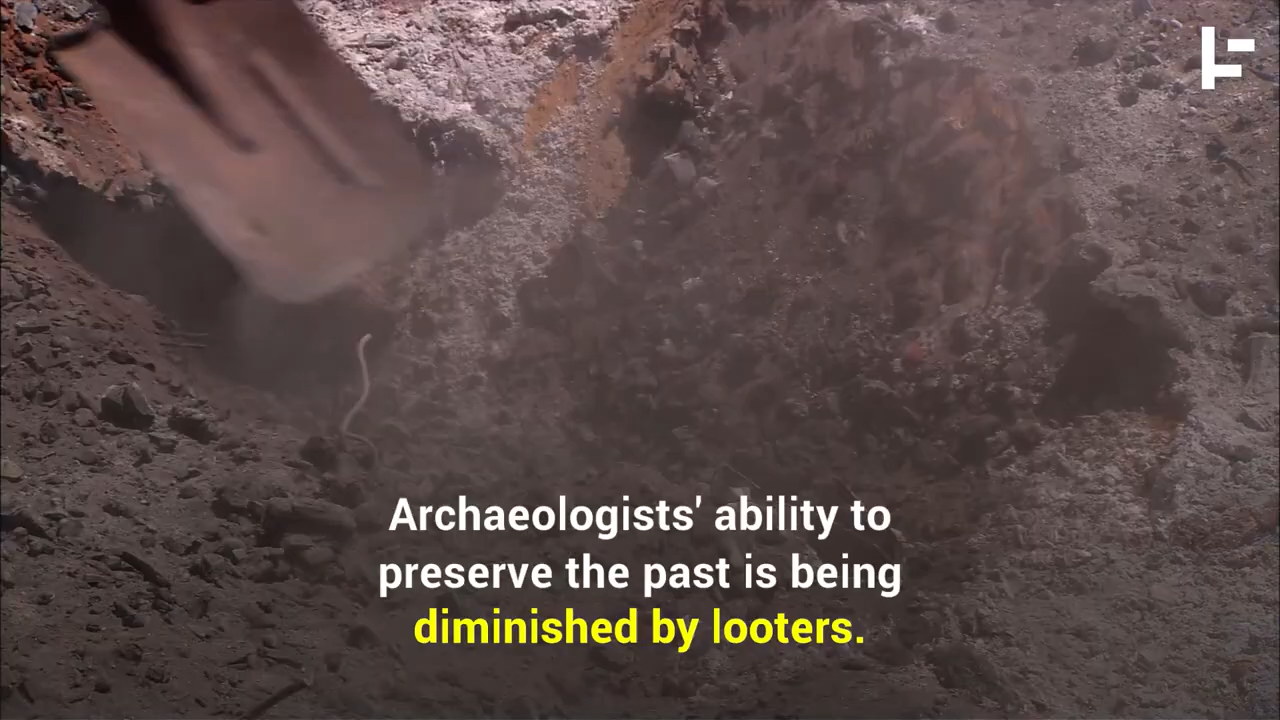 Archaeologists' ability to
preserve the past is being
diminished by looters.